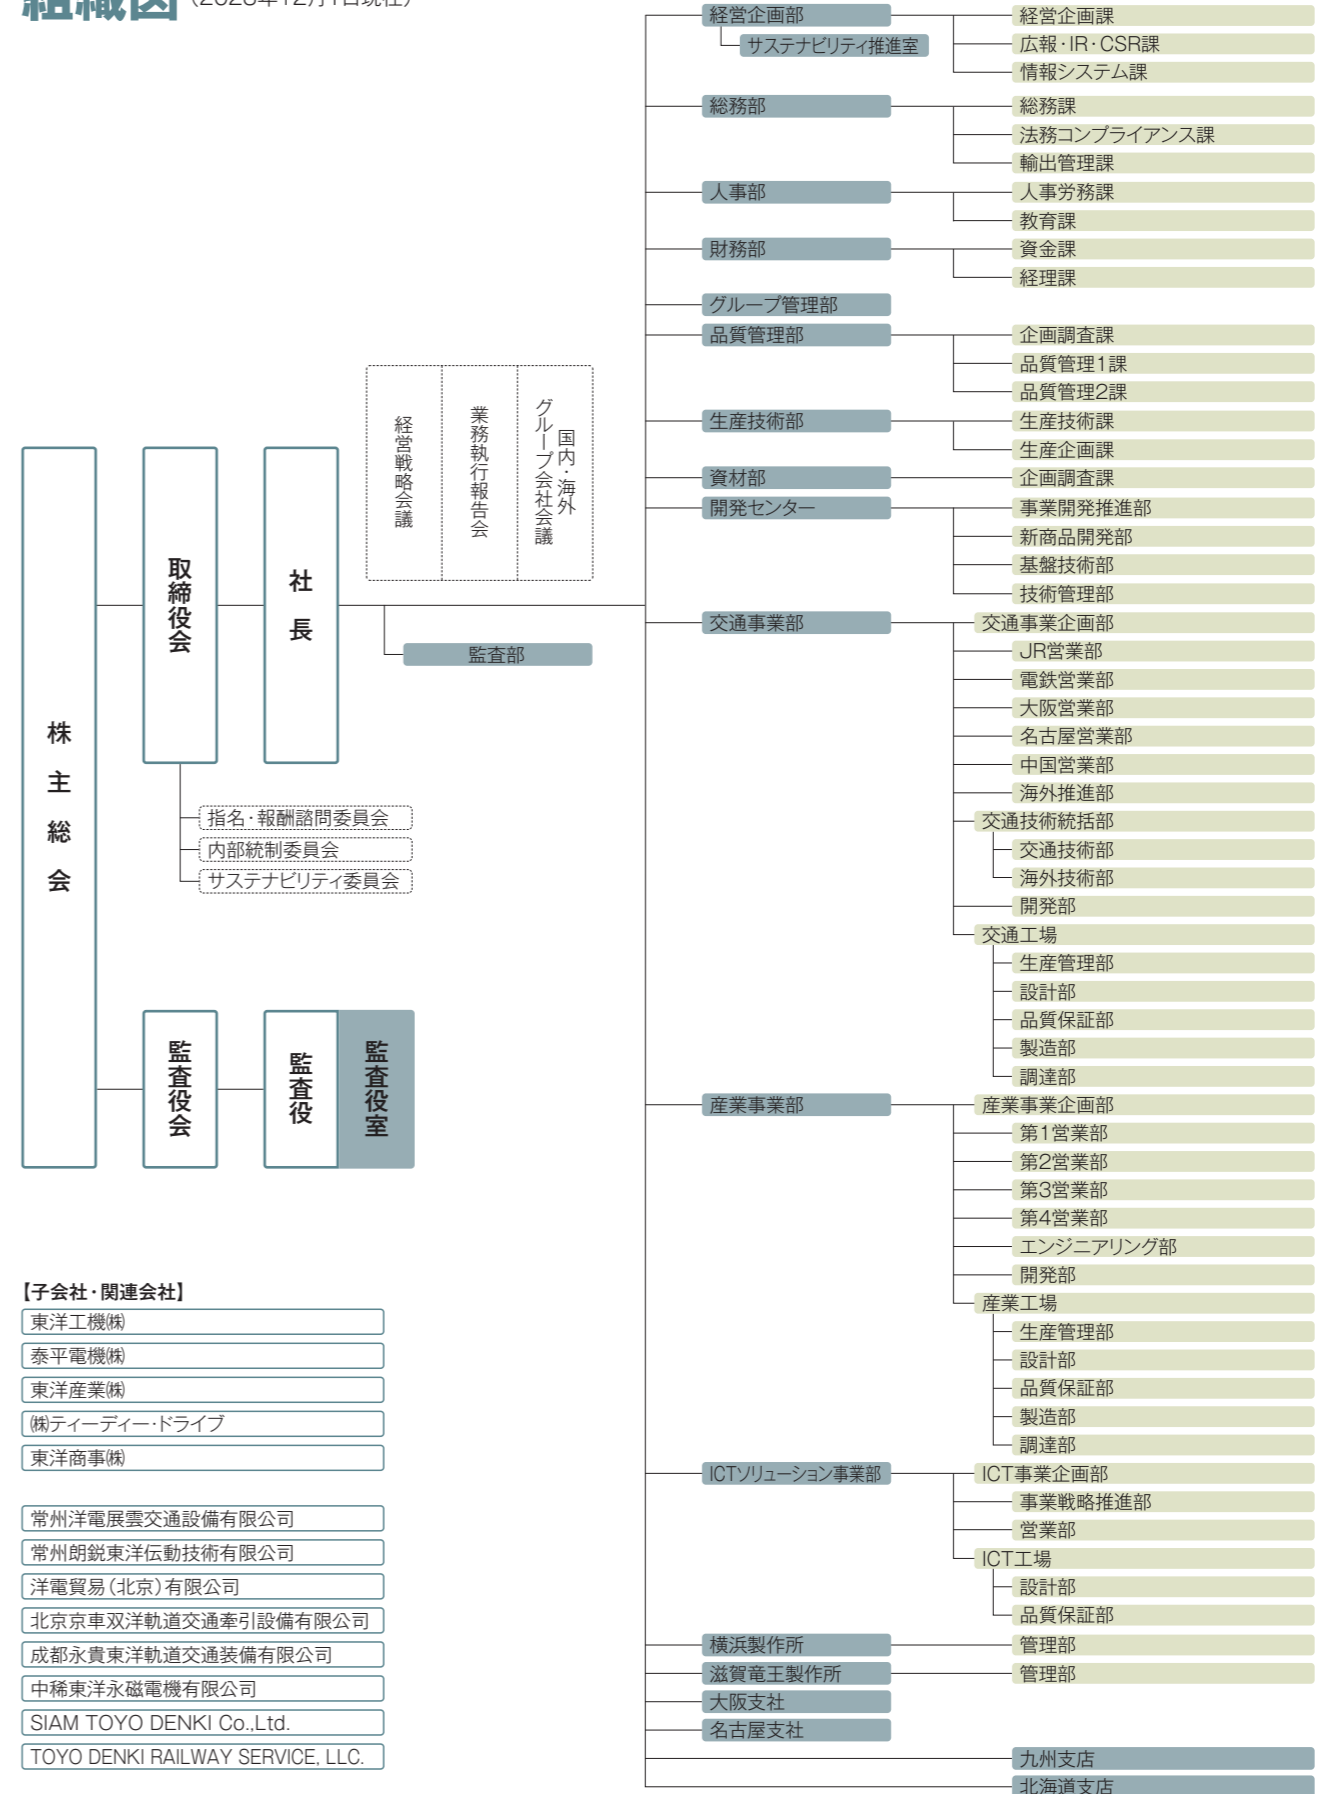 組織図
（2023年12月1日現在）
株主総会
取締役会
社長
経営戦略会議
業務執行報告会
国内・海外
グループ会社会議
監査部
指名・報酬諮問委員会
内部統制委員会
サステナビリティ委員会
監査役会
監査役
監査役室
【子会社・関連会社】
東洋工機㈱
泰平電機㈱
東洋産業㈱
㈱ティーディー・ドライブ
東洋商事㈱
常州洋電展雲交通設備有限公司
常州朗鋭東洋伝動技術有限公司
洋電貿易（北京）有限公司
北京京車双洋軌道交通牽引設備有限公司
成都永貴東洋軌道交通装備有限公司
中稀東洋永磁電機有限公司
SIAM TOYO DENKI Co.,Ltd.
TOYO DENKI RAILWAY SERVICE, LLC.
経営企画部
サステナビリティ推進室
経営企画課
広報・IR・CSR課
情報システム課
総務部
総務課
法務コンプライアンス課
輸出管理課
人事部
人事労務課
教育課
財務部
資金課
経理課
グループ管理部
品質管理部
企画調査課
品質管理1課
品質管理2課
生産技術部
生産技術課
生産企画課
資材部
企画調査課
開発センター
事業開発推進部
新商品開発部
基盤技術部
技術管理部
交通事業部
交通事業企画部
JR営業部
電鉄営業部
大阪営業部
名古屋営業部
中国営業部
海外推進部
交通技術統括部
交通技術部
海外技術部
開発部
交通工場
生産管理部
設計部
品質保証部
製造部
調達部
産業事業部
産業事業企画部
第1営業部
第2営業部
第3営業部
第4営業部
エンジニアリング部
開発部
産業工場
生産管理部
設計部
品質保証部
製造部
調達部
ICTソリューション事業部
ICT事業企画部
事業戦略推進部
営業部
ICT工場
設計部
品質保証部
横浜製作所
管理部
滋賀竜王製作所
管理部
大阪支社
名古屋支社
九州支店
北海道支店